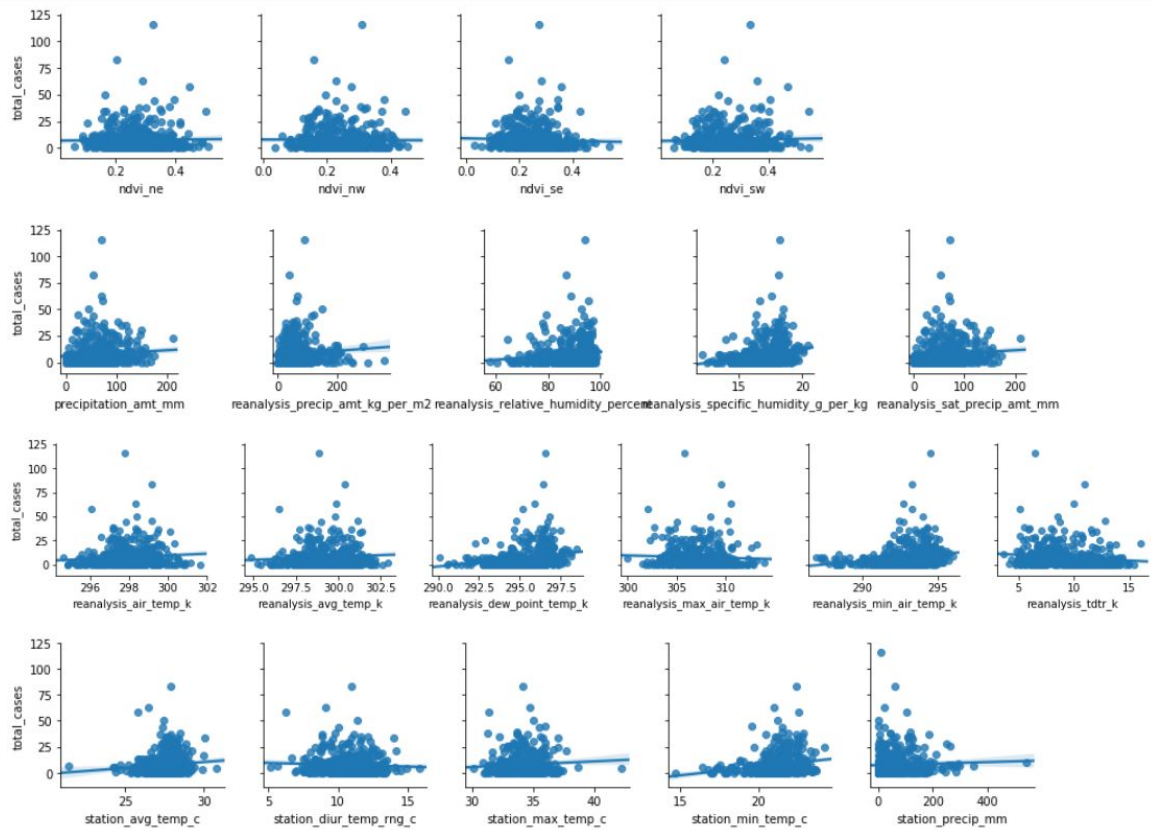 125
100
75
50
25
0
total_cases
0.2 0.4
0.0 0.2 0.4
0.0 0.2 0.4
0.2 0.4
ndvi_ne ndvi_nw ndvi_se ndvi_sw
125
100
75
50
25
0
total_cases
0 100 200
0 200
60 80 100
15 20
0 100 200
precipitation_amt_mm reanalysis_precip_amt_kg_per_m2 reanalysis_relative_humidity_percent reanalysis_specific_humidity_g_per_kg reanalysis_sat_precip_amt_mm
125
100
75
50
25
0
total_cases
296 298 300 302
295.0 297.5 300.0 302.5
290.0 292.5 295.0 297.5
300 305 310
290 295
5 10 15
reanalysis_air_temp_k reanalysis_avg_temp_k reanalysis_dew_point_temp_k reanalysis_max_air_temp_k reanalysis_min_air_temp_k reanalysis_tdtr_k
125
100
75
50
25
0
total_cases
25 30
5 10 15
30 35 40
15 20
0 200 400
station_avg_temp_c station_diur_temp_rng_c station_max_temp_c station_min_temp_c station_precip_mm